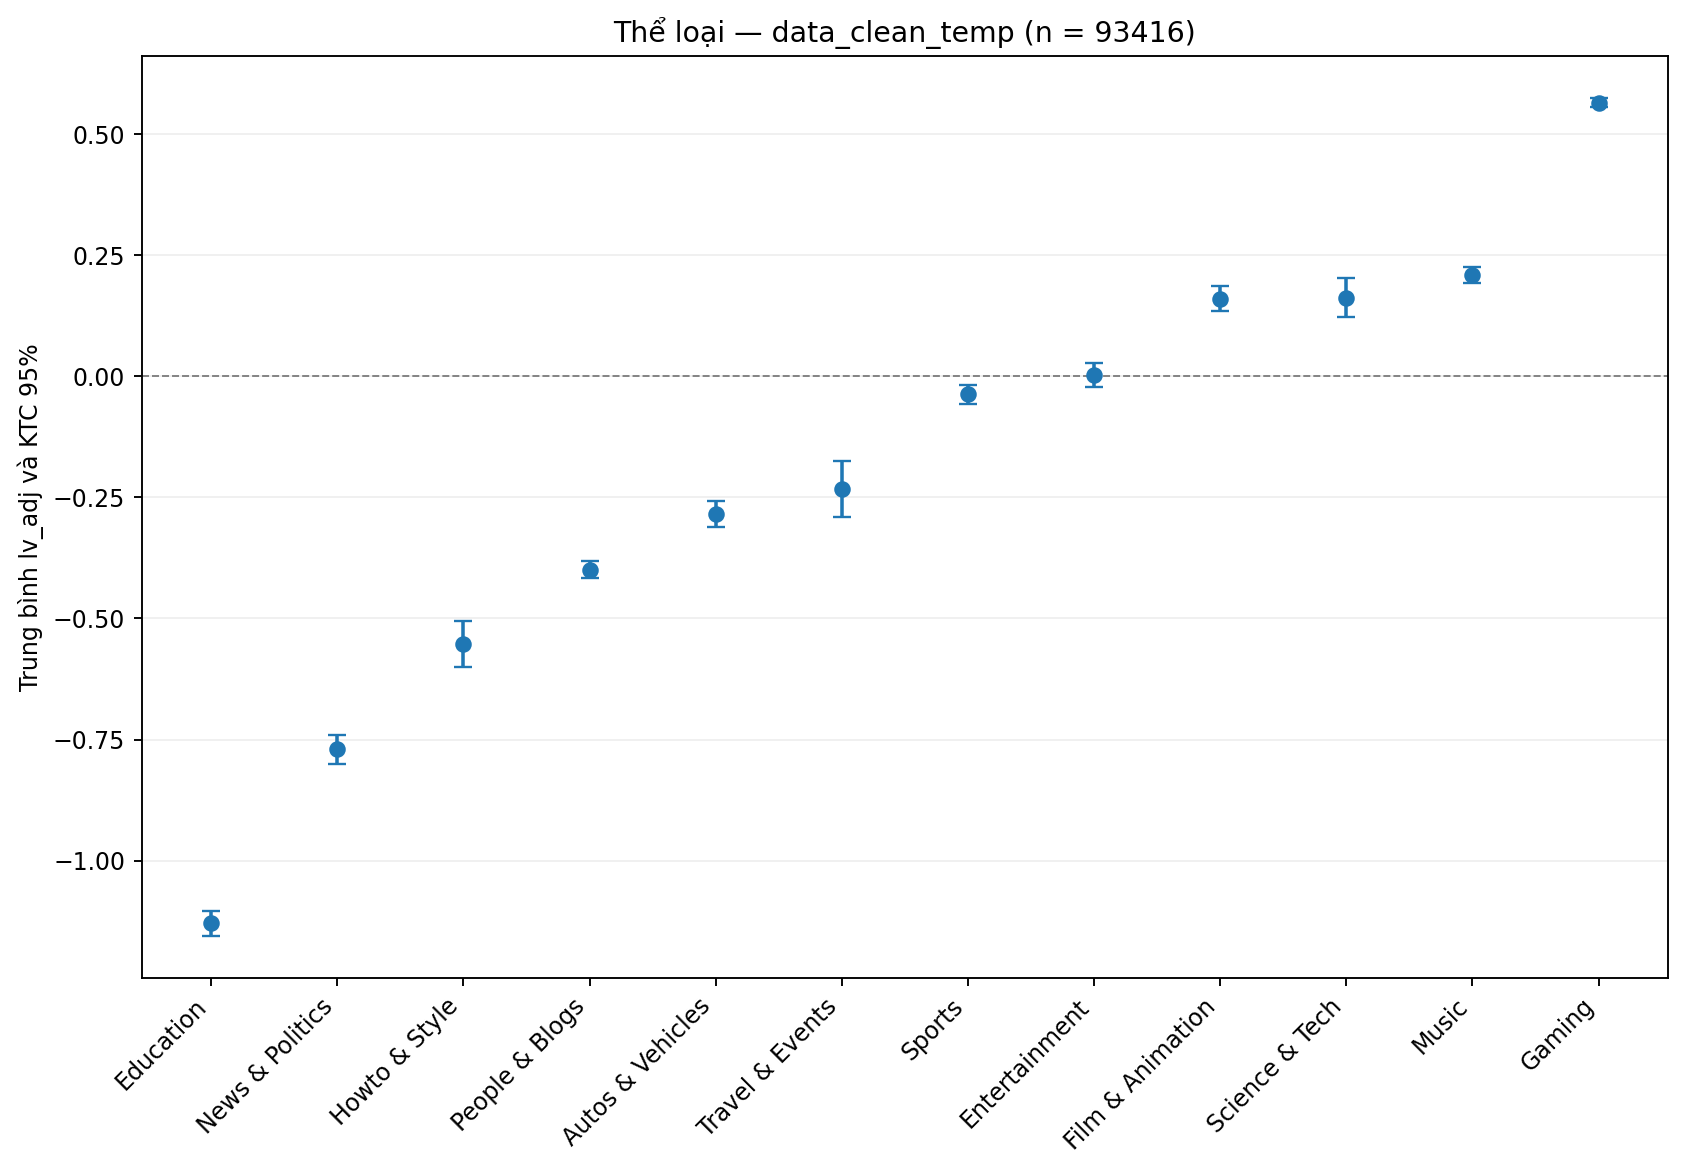 Thể loại — data_clean_temp (n = 93416)
Trung bình lv_adj và KTC 95%
0.50
0.25
0.00
−0.25
−0.50
−0.75
−1.00
Education
News & Politics
Howto & Style
People & Blogs
Autos & Vehicles
Travel & Events
Sports
Entertainment
Film & Animation
Science & Tech
Music
Gaming